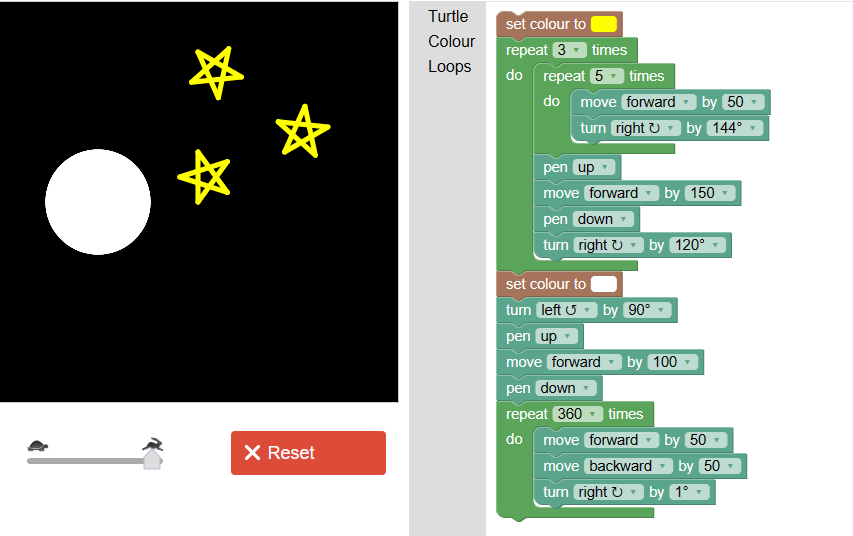 Turtle
Colour
Loops
Reset
set colour to
repeat 3 times
do repeat 5 times
do move forward by 50
turn right ↻ by 144°
pen up
move forward by 150
pen down
turn right ↻ by 120°
set colour to
turn left ↺ by 90°
pen up
move forward by 100
pen down
repeat 360 times
do move forward by 50
move backward by 50
turn right ↻ by 1°